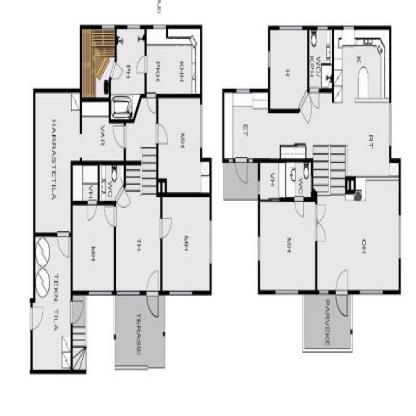 PH
PKH
KHH
HARRASTETILA
VAR
MH
VH
WC
MH
TH
MH
TEKN. TILA
TERASSI
H
WC/
KPH
K
ET
RT
VH
WC
MH
OH
PARVEKE